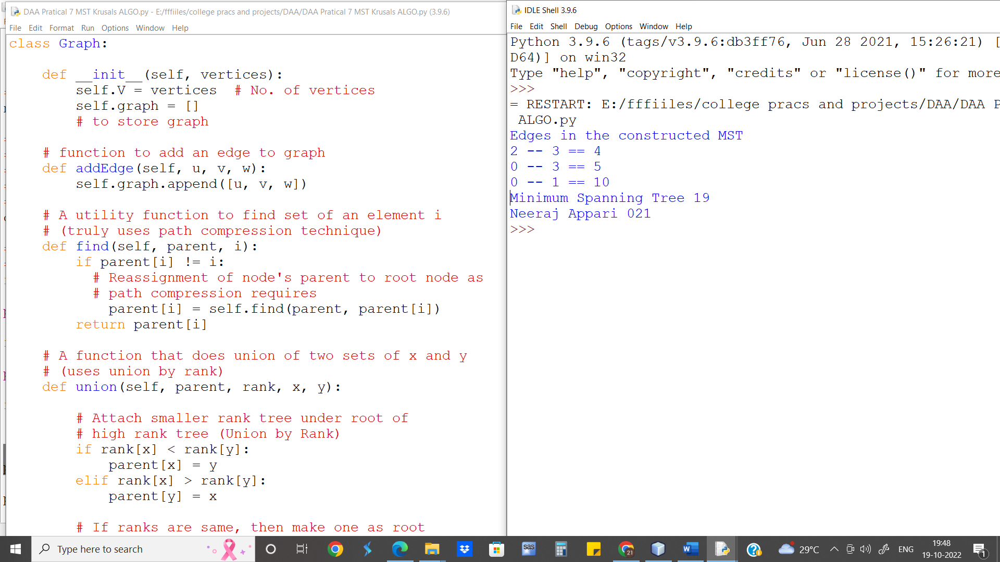 DAA Pratical 7 MST Krusals ALGO.py - E:/fffiiles/college pracs and projects/DAA/DAA Pratical 7 MST Krusals ALGO.py (3.9.6)
File Edit Format Run Options Window Help
class Graph:
def __init__(self, vertices):
self.V = vertices # No. of vertices
self.graph = []
# to store graph
# function to add an edge to graph
def addEdge(self, u, v, w):
self.graph.append([u, v, w])
# A utility function to find set of an element i
# (truly uses path compression technique)
def find(self, parent, i):
if parent[i] != i:
# Reassignment of node's parent to root node as
# path compression requires
parent[i] = self.find(parent, parent[i])
return parent[i]
# A function that does union of two sets of x and y
# (uses union by rank)
def union(self, parent, rank, x, y):
# Attach smaller rank tree under root of
# high rank tree (Union by Rank)
if rank[x] < rank[y]:
parent[x] = y
elif rank[x] > rank[y]:
parent[y] = x
# If ranks are same, then make one as root
IDLE Shell 3.9.6
File Edit Shell Debug Options Window Help
Python 3.9.6 (tags/v3.9.6:db3ff76, Jun 28 2021, 15:26:21) [
D64)] on win32
Type "help", "copyright", "credits" or "license()" for more
>>>
= RESTART: E:/fffiiles/college pracs and projects/DAA/DAA P
ALGO.py
Edges in the constructed MST
2 -- 3 == 4
0 -- 3 == 5
0 -- 1 == 10
Minimum Spanning Tree 19
Neeraj Appari 021
>>>
Type here to search
sas
21
W
29°C
ENG
19:48
19-10-2022
1